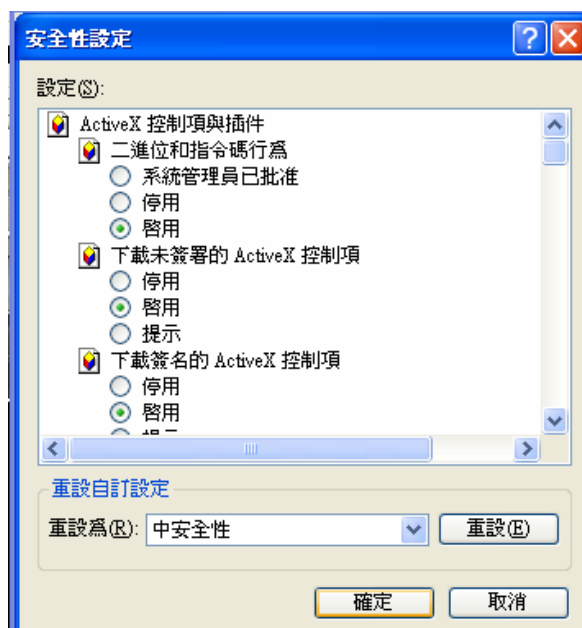 安全性設定
設定(S):
ActiveX 控制項與插件
二進位和指令碼行爲
系統管理員已批准
停用
啓用
下載未簽署的 ActiveX 控制項
停用
啓用
提示
下載簽名的 ActiveX 控制項
停用
啓用
重設自訂設定
重設爲(R): 中安全性 重設(E)
確定 取消